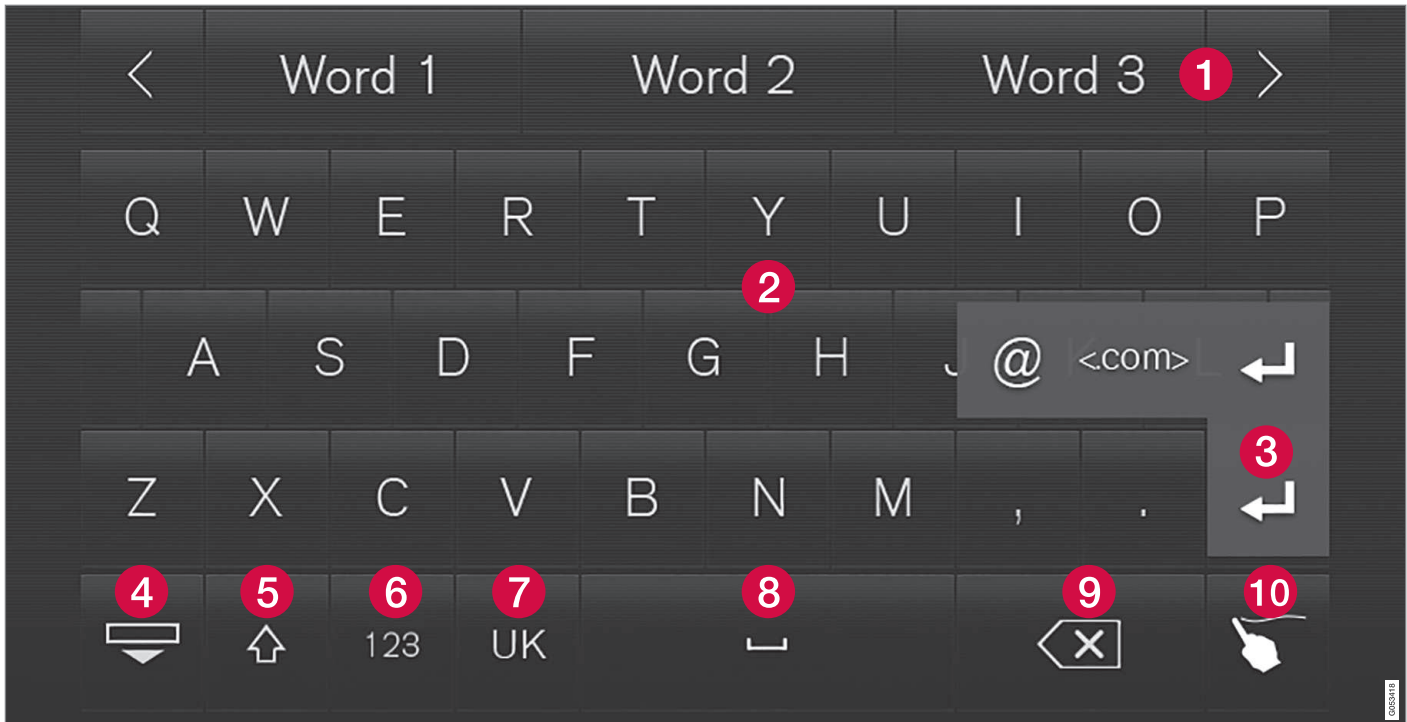 Word 1 Word 2 Word 3 1
Q W E R T Y U I O P
2
A S D F G H J K L @ <.com>
3
Z X C V B N M , .
4 5 6 7 8 9 10
123 UK
G053418